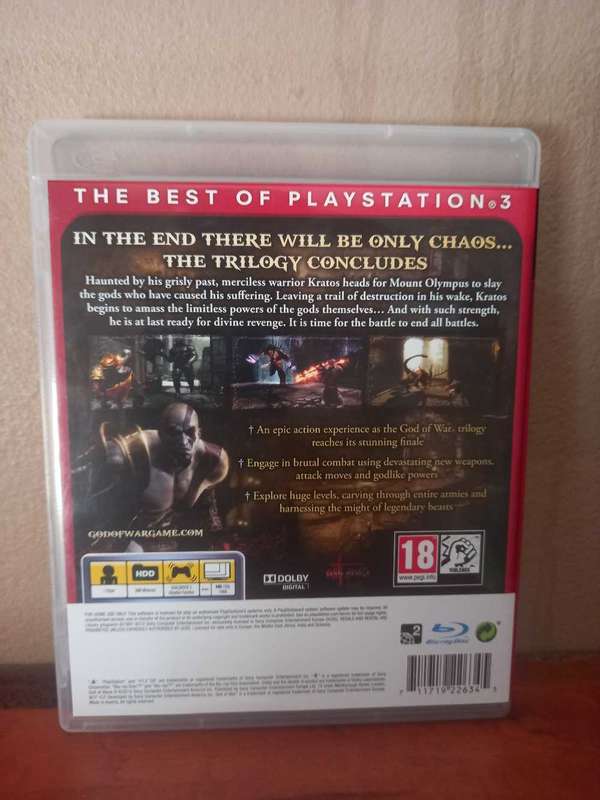 THE BEST OF PLAYSTATION®3
IN THE END THERE WILL BE ONLY CHAOS...
THE TRILOGY CONCLUDES
Haunted by his grisly past, merciless warrior Kratos heads for Mount Olympus to slay
the gods who have caused his suffering. Leaving a trail of destruction in his wake, Kratos
begins to amass the limitless powers of the gods themselves... And with such strength,
he is at last ready for divine revenge. It is time for the battle to end all battles.
† An epic action experience as the God of War® trilogy
reaches its stunning finale
† Engage in brutal combat using devastating new weapons,
attack moves and godlike powers
† Explore huge levels, carving through entire armies and
harnessing the might of legendary beasts
GODOFWARGAME.COM
HDD
DOLBY
DIGITAL
18
www.pegi.info
VIOLENCE
2
Blu-ray Disc
7 11719 22634 3